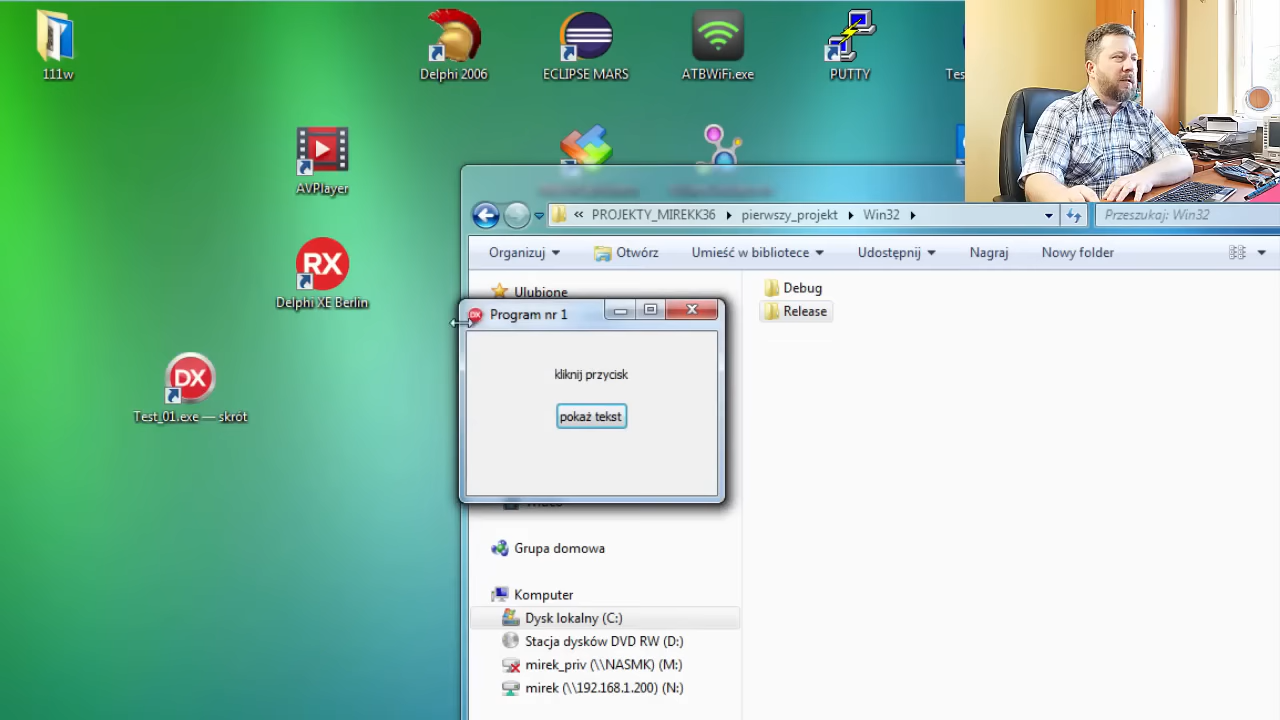 111w
Delphi 2006
ECLIPSE MARS
ATBWiFi.exe
PUTTY
Tes
AVPlayer
RX
Delphi XE Berlin
DX
Test_01.exe — skrót
« PROJEKTY_MIREKK36 ▸ pierwszy_projekt ▸ Win32 ▸
Przeszukaj: Win32
Organizuj
Otwórz
Umieść w bibliotece
Udostępnij
Nagraj
Nowy folder
Ulubione
Debug
Release
DX
Program nr 1
kliknij przycisk
pokaż tekst
Grupa domowa
Komputer
Dysk lokalny (C:)
Stacja dysków DVD RW (D:)
mirek_priv (\\NASMK) (M:)
mirek (\\192.168.1.200) (N:)